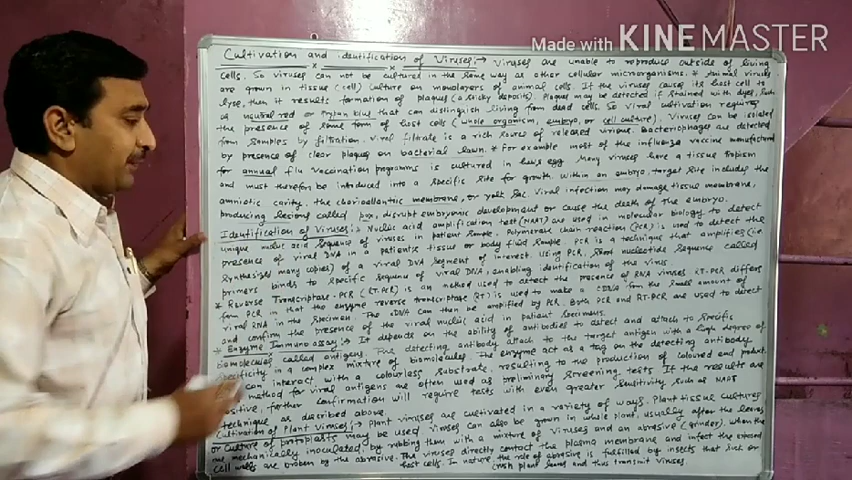 Made with KINEMASTER
Cultivation and identification of Viruses:→ Viruses are unable to reproduce outside of living
cells. So viruses can not be cultured in the same way as other cellular microorganisms. * Animal viruses
are grown in tissue (cell) culture on monolayers of animal cells. If the viruses cause its host cell to
lyse, then it results formation of plaques (a sticky deposits). Plaques may be detected if stained with dyes, such
as neutral red or Trypan blue that can distinguish living from dead cells. So viral cultivation requires
the presence of some form of host cells (whole organism, embryo, or cell culture). Viruses can be isolated
from samples by filtration. Viral filtrate is a rich source of released virions. Bacteriophages are detected
by presence of clear plaques on bacterial lawn. * For example most of the influenza vaccine manufactured
for annual flu vaccination programms is cultured in hen's egg. Many viruses have a tissue tropism
and must therefore be introduced into a specific site for growth. Within an embryo, target site includes the
amniotic cavity, the chorioallantoic membrane, or yolk sac. Viral infection may damage tissue membrane,
producing lesions called pox; disrupt embryonic development or cause the death of the embryo.
Identification of Viruses:→ Nucleic acid amplification test (NAAT) are used in molecular biology to detect
unique nucleic acid sequence of viruses in patient sample. Polymerase chain reaction (PCR) is used to detect the
presence of viral DNA in a patient's tissue or body fluid sample. PCR is a technique that amplifies (i.e.
synthesizes many copies) of a viral DNA segment of interest. Using PCR, short nucleotide sequence called
primers binds to specific sequence of viral DNA, enabling identification of the virus
* Reverse Transcriptase-PCR (RT-PCR) is an method used to detect the presence of RNA viruses. RT-PCR differs
from PCR in that the enzyme reverse transcriptase (RT) is used to make a cDNA from the small amount of
viral RNA in the specimen. The cDNA can then be amplified by PCR. Both PCR and RT-PCR are used to detect
and confirm the presence of the viral nucleic acid in patient specimens.
* Enzyme Immunoassay:→ It depends on the ability of antibodies to detect and attach to specific
biomolecules called antigens. The detecting antibody attach to the target antigen with a high degree of
specificity in a complex mixture of biomolecules. The enzyme act as a tag on the detecting antibody
can interact with a colourless substrate, resulting to the production of coloured end product.
method for viral antigens are often used as preliminary screening tests. If the results are
positive, further confirmation will require tests with even greater sensitivity such as NAATs
technique as described above.
Cultivation of Plant Viruses:→ Plant viruses are cultivated in a variety of ways. Plant tissue cultures
or culture of protoplasts may be used. Viruses can also be grown in whole plant, usually after the leaves
are mechanically inoculated by rubbing them with a mixture of viruses and an abrasive (grinder). When the
cell walls are broken by the abrasive. The viruses directly contact the plasma membrane and infect the exposed
host cells. In nature, the role of abrasive is fulfilled by insects that suck or
crush plant leaves and thus transmit viruses